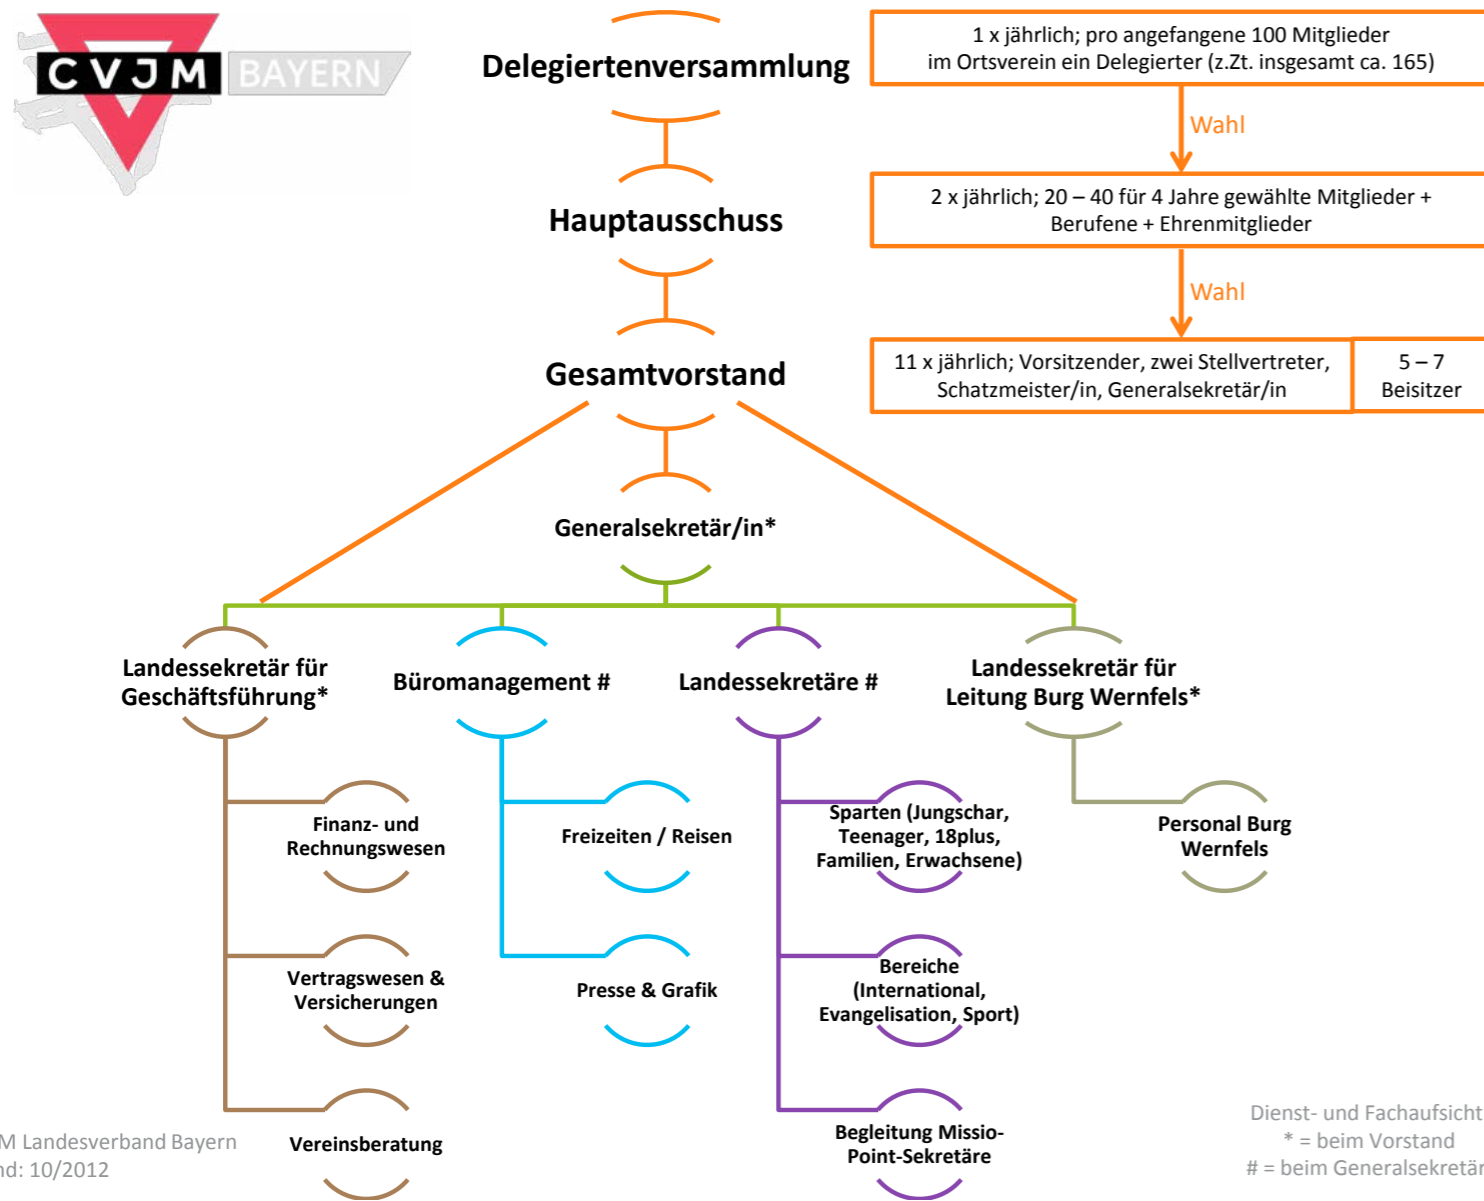 CVJM BAYERN
Delegiertenversammlung
1 x jährlich; pro angefangene 100 Mitglieder
im Ortsverein ein Delegierter (z.Zt. insgesamt ca. 165)
Wahl
Hauptausschuss
2 x jährlich; 20 – 40 für 4 Jahre gewählte Mitglieder +
Berufene + Ehrenmitglieder
Wahl
Gesamtvorstand
11 x jährlich; Vorsitzender, zwei Stellvertreter,
Schatzmeister/in, Generalsekretär/in
5 – 7
Beisitzer
Generalsekretär/in*
Landessekretär für
Geschäftsführung*
Büromanagement #
Landessekretäre #
Landessekretär für
Leitung Burg Wernfels*
Finanz- und
Rechnungswesen
Freizeiten / Reisen
Sparten (Jungschar,
Teenager, 18plus,
Familien, Erwachsene)
Personal Burg
Wernfels
Vertragswesen &
Versicherungen
Presse & Grafik
Bereiche
(International,
Evangelisation, Sport)
Vereinsberatung
Begleitung Missio-
Point-Sekretäre
M Landesverband Bayern
nd: 10/2012
Dienst- und Fachaufsicht
* = beim Vorstand
# = beim Generalsekretär